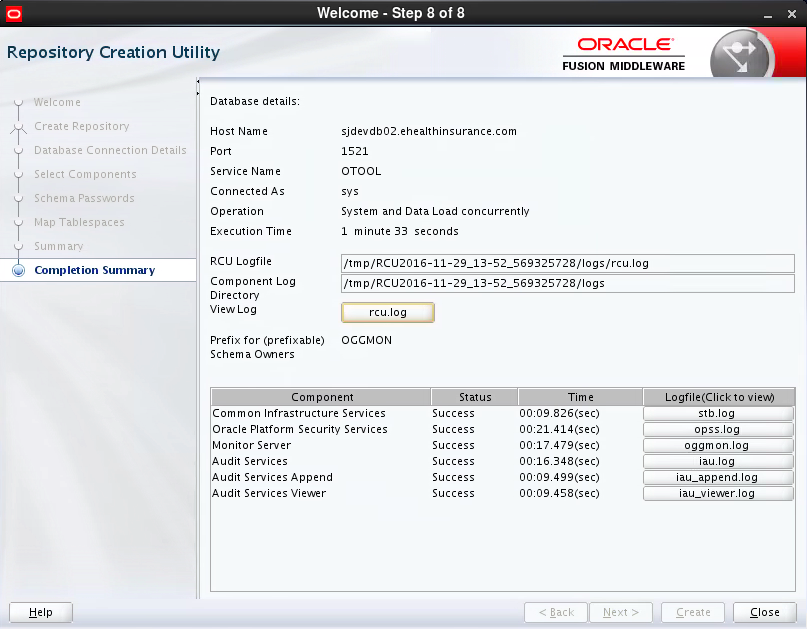 Welcome - Step 8 of 8
Repository Creation Utility
ORACLE
FUSION MIDDLEWARE
Welcome
Create Repository
Database Connection Details
Select Components
Schema Passwords
Map Tablespaces
Summary
Completion Summary
Database details:
Host Name sjdevdb02.ehealthinsurance.com
Port 1521
Service Name OTOOL
Connected As sys
Operation System and Data Load concurrently
Execution Time 1 minute 33 seconds
RCU Logfile /tmp/RCU2016-11-29_13-52_569325728/logs/rcu.log
Component Log /tmp/RCU2016-11-29_13-52_569325728/logs
Directory
View Log rcu.log
Prefix for (prefixable) OGGMON
Schema Owners
Component Status Time Logfile(Click to view)
Common Infrastructure Services Success 00:09.826(sec) stb.log
Oracle Platform Security Services Success 00:21.414(sec) opss.log
Monitor Server Success 00:17.479(sec) oggmon.log
Audit Services Success 00:16.348(sec) iau.log
Audit Services Append Success 00:09.499(sec) iau_append.log
Audit Services Viewer Success 00:09.458(sec) iau_viewer.log
Help < Back Next > Create Close